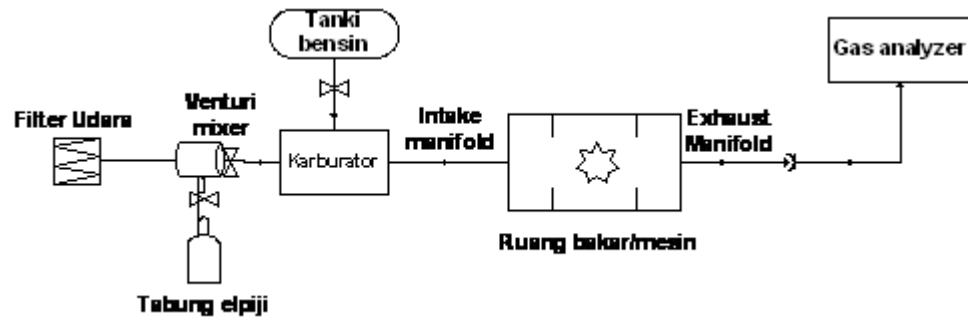 Tanki
bensin
Gas analyzer
Filter Udara
Venturi
mixer
Karburator
Intake
manifold
Exhaust
Manifold
Ruang bakar/mesin
Tabung elpiji